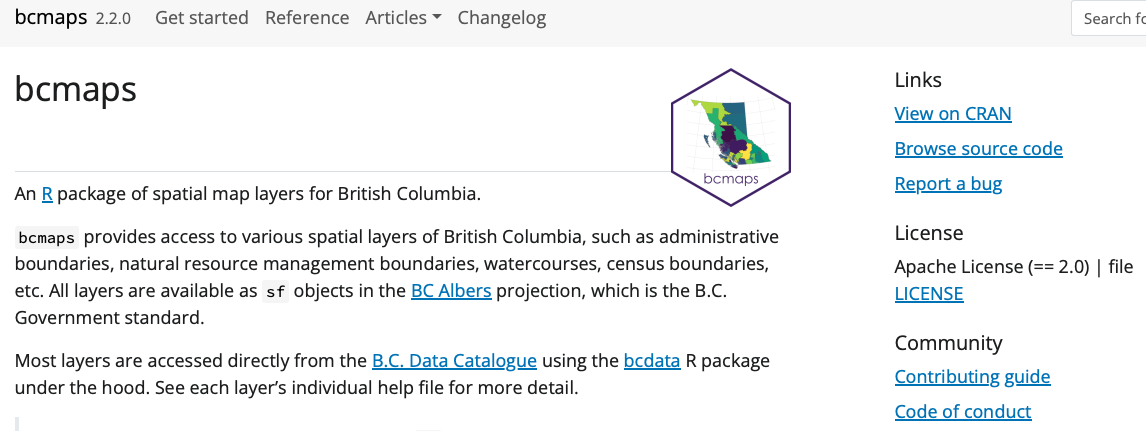 bcmaps 2.2.0 Get started Reference Articles Changelog Search fo
bcmaps
bcmaps
An R package of spatial map layers for British Columbia.
bcmaps provides access to various spatial layers of British Columbia, such as administrative
boundaries, natural resource management boundaries, watercourses, census boundaries,
etc. All layers are available as sf objects in the BC Albers projection, which is the B.C.
Government standard.
Most layers are accessed directly from the B.C. Data Catalogue using the bcdata R package
under the hood. See each layer’s individual help file for more detail.
Links
View on CRAN
Browse source code
Report a bug
License
Apache License (== 2.0) | file
LICENSE
Community
Contributing guide
Code of conduct